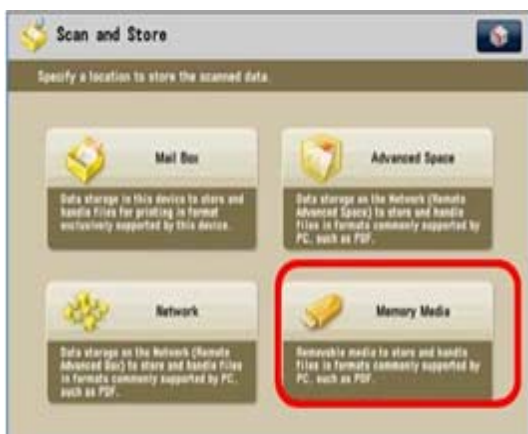 Scan and Store
Specify a location to store the scanned data.
Mail Box
Advanced Space
Data storage in this device to store and
handle files for printing in format
exclusively supported by this device.
Data storage on the Network (Remote
Advanced Space) to store and handle
files in formats commonly supported by
PC, such as PDF.
Network
Memory Media
Data storage on the Network (Remote
Advanced Box) to store and handle files
in formats commonly supported by PC,
such as PDF.
Removable media to store and handle
files in formats commonly supported by
PC, such as PDF.